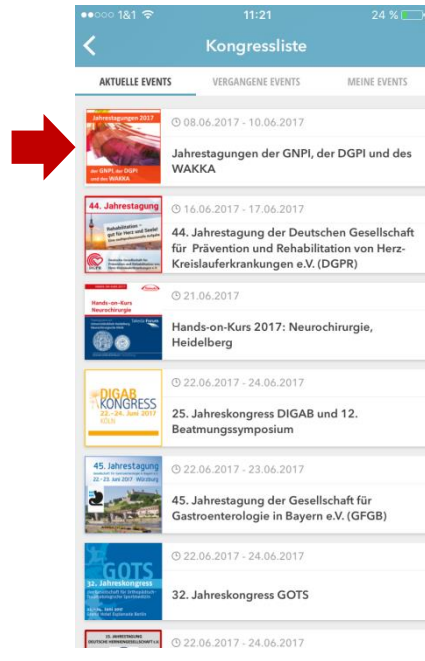 1&1 11:21 24 %
Kongressliste
AKTUELLE EVENTS VERGANGENE EVENTS MEINE EVENTS
Jahrestagungen 2017
der GNPI, der DGPI
und des WAKKA
08.06.2017 - 10.06.2017
Jahrestagungen der GNPI, der DGPI und des
WAKKA
44. Jahrestagung
Rehabilitation –
gut für Herz und Seele!
16.06.2017 - 17.06.2017
44. Jahrestagung der Deutschen Gesellschaft
für Prävention und Rehabilitation von Herz-
Kreislauferkrankungen e.V. (DGPR)
Hands-on-Kurs
Neurochirurgie
21.06.2017
Hands-on-Kurs 2017: Neurochirurgie,
Heidelberg
DIGAB
KONGRESS
22. - 24. Juni 2017
KÖLN
22.06.2017 - 24.06.2017
25. Jahreskongress DIGAB und 12.
Beatmungssymposium
45. Jahrestagung
22.- 23. Juni 2017 Würzburg
22.06.2017 - 23.06.2017
45. Jahrestagung der Gesellschaft für
Gastroenterologie in Bayern e.V. (GFGB)
GOTS
32. Jahreskongress
22.06.2017 - 24.06.2017
32. Jahreskongress GOTS
22.06.2017 - 24.06.2017